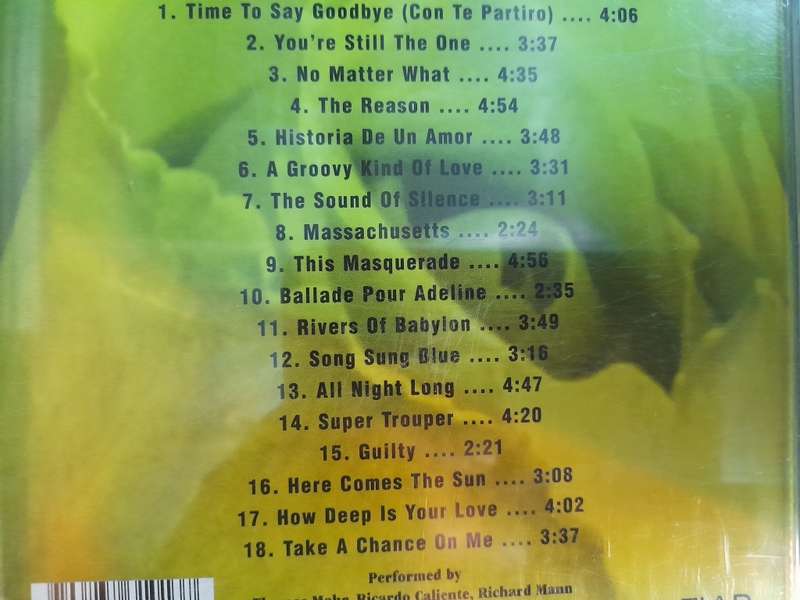 1. Time To Say Goodbye (Con Te Partiro) .... 4:06
2. You're Still The One .... 3:37
3. No Matter What .... 4:35
4. The Reason .... 4:54
5. Historia De Un Amor .... 3:48
6. A Groovy Kind Of Love .... 3:31
7. The Sound Of Silence .... 3:11
8. Massachusetts .... 2:24
9. This Masquerade .... 4:56
10. Ballade Pour Adeline .... 2:35
11. Rivers Of Babylon .... 3:49
12. Song Sung Blue .... 3:16
13. All Night Long .... 4:47
14. Super Trouper .... 4:20
15. Guilty .... 2:21
16. Here Comes The Sun .... 3:08
17. How Deep Is Your Love .... 4:02
18. Take A Chance On Me .... 3:37
Performed by
Ricardo Caliente, Richard Mann